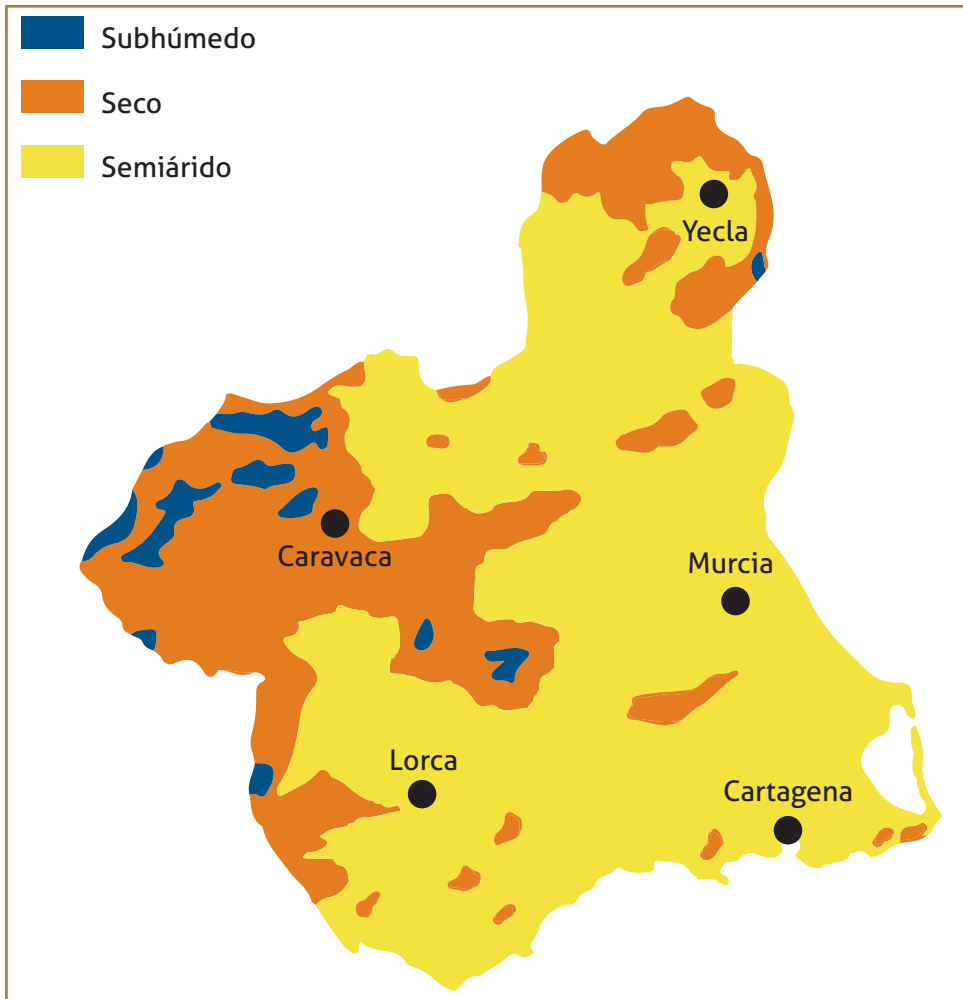 Subhúmedo
Seco
Semiárido
Yecla
Caravaca
Murcia
Lorca
Cartagena